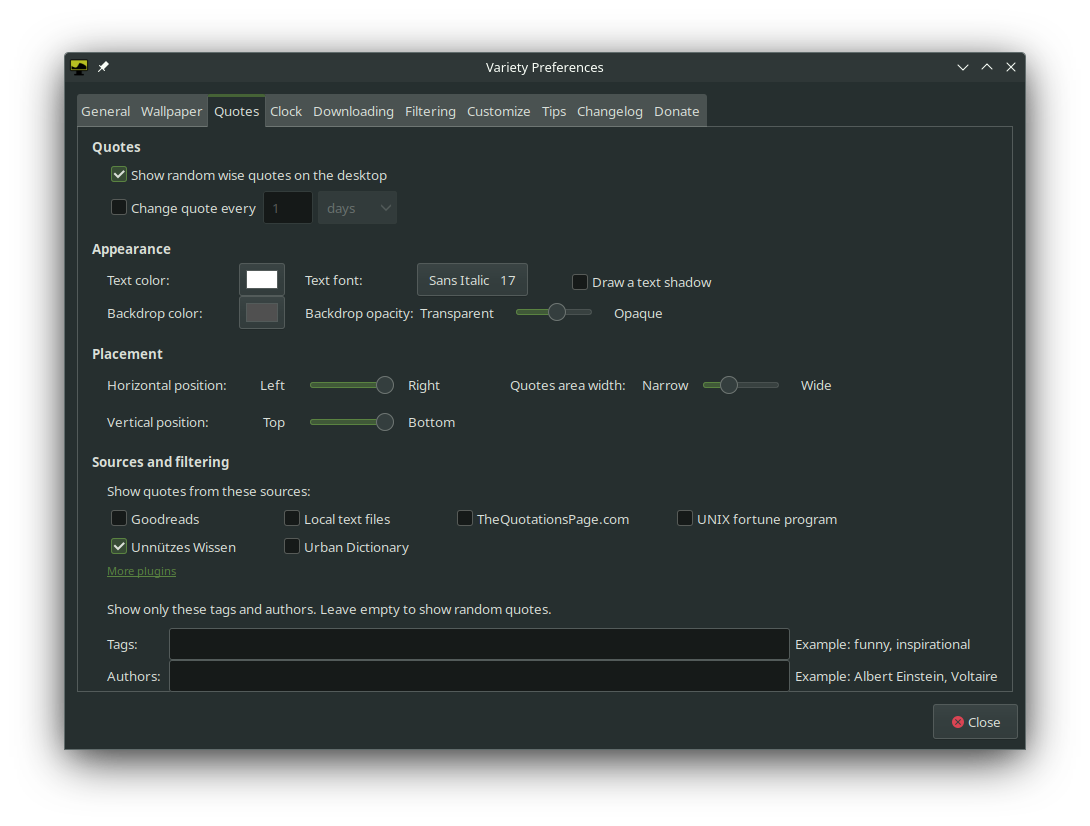 Variety Preferences
General Wallpaper Quotes Clock Downloading Filtering Customize Tips Changelog Donate
Quotes
Show random wise quotes on the desktop
Change quote every 1 days
Appearance
Text color: Text font: Sans Italic 17 Draw a text shadow
Backdrop color: Backdrop opacity: Transparent Opaque
Placement
Horizontal position: Left Right Quotes area width: Narrow Wide
Vertical position: Top Bottom
Sources and filtering
Show quotes from these sources:
Goodreads Local text files TheQuotationsPage.com UNIX fortune program
Unnützes Wissen Urban Dictionary
More plugins
Show only these tags and authors. Leave empty to show random quotes.
Tags: Example: funny, inspirational
Authors: Example: Albert Einstein, Voltaire
Close